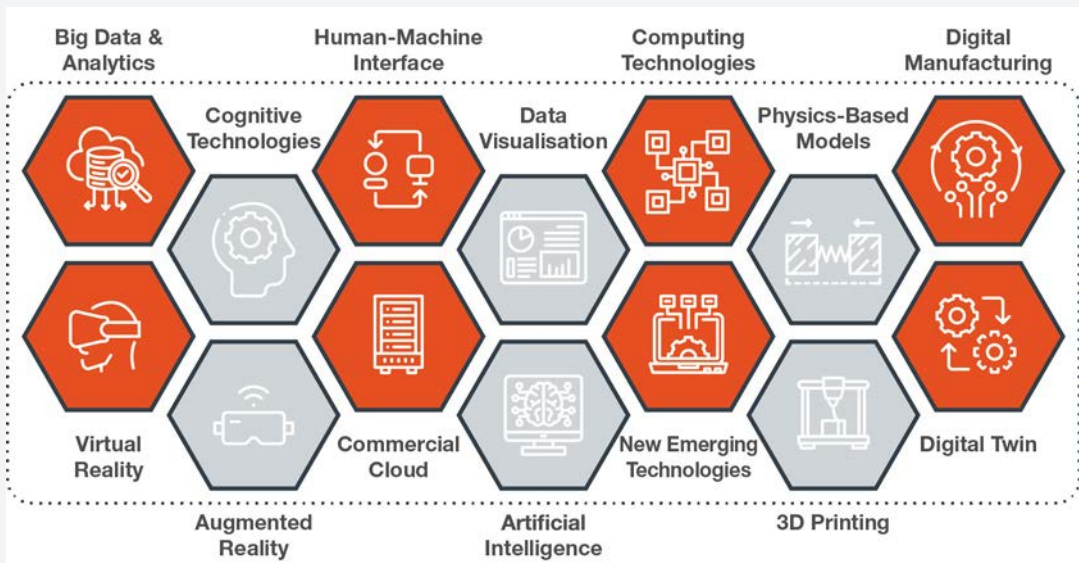 Big Data &
Analytics
Human-Machine
Interface
Computing
Technologies
Digital
Manufacturing
Cognitive
Technologies
Data
Visualisation
Physics-Based
Models
Virtual
Reality
Commercial
Cloud
New Emerging
Technologies
Digital Twin
Augmented
Reality
Artificial
Intelligence
3D Printing